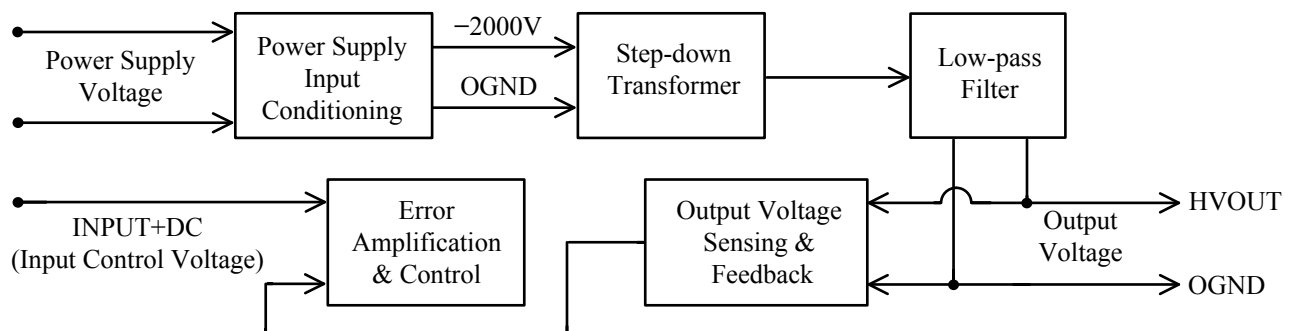 Power Supply
Voltage
Power Supply
Input
Conditioning
−2000V
OGND
Step-down
Transformer
Low-pass
Filter
INPUT+DC
(Input Control Voltage)
Error
Amplification
& Control
Output Voltage
Sensing &
Feedback
HVOUT
Output
Voltage
OGND